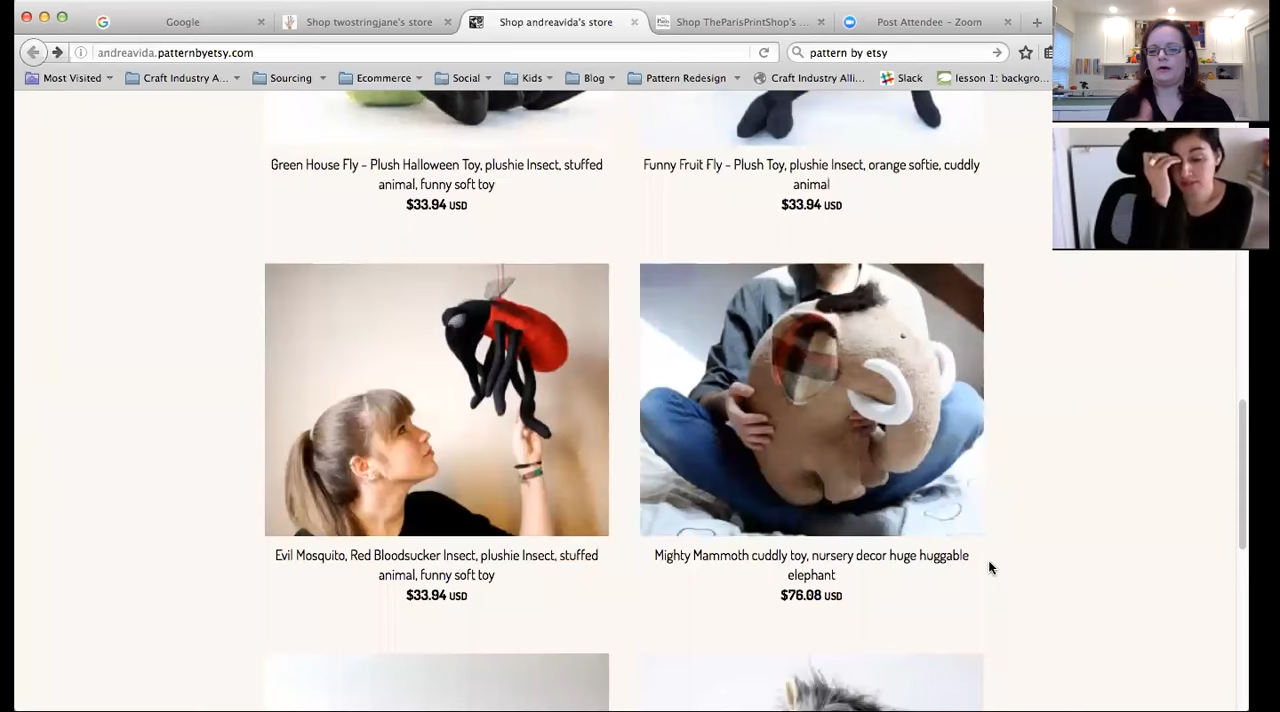 Google
Shop twostringjane's store
Shop andreavida's store
Shop TheParisPrintShop's ...
Post Attendee - Zoom
andreavida.patternbyetsy.com
pattern by etsy
Most Visited
Craft Industry A...
Sourcing
Ecommerce
Social
Kids
Blog
Pattern Redesign
Craft Industry Alli...
Slack
lesson 1: backgro...
Green House Fly - Plush Halloween Toy, plushie Insect, stuffed
animal, funny soft toy
$33.94 USD
Funny Fruit Fly - Plush Toy, plushie Insect, orange softie, cuddly
animal
$33.94 USD
Evil Mosquito, Red Bloodsucker Insect, plushie Insect, stuffed
animal, funny soft toy
$33.94 USD
Mighty Mammoth cuddly toy, nursery decor huge huggable
elephant
$76.08 USD